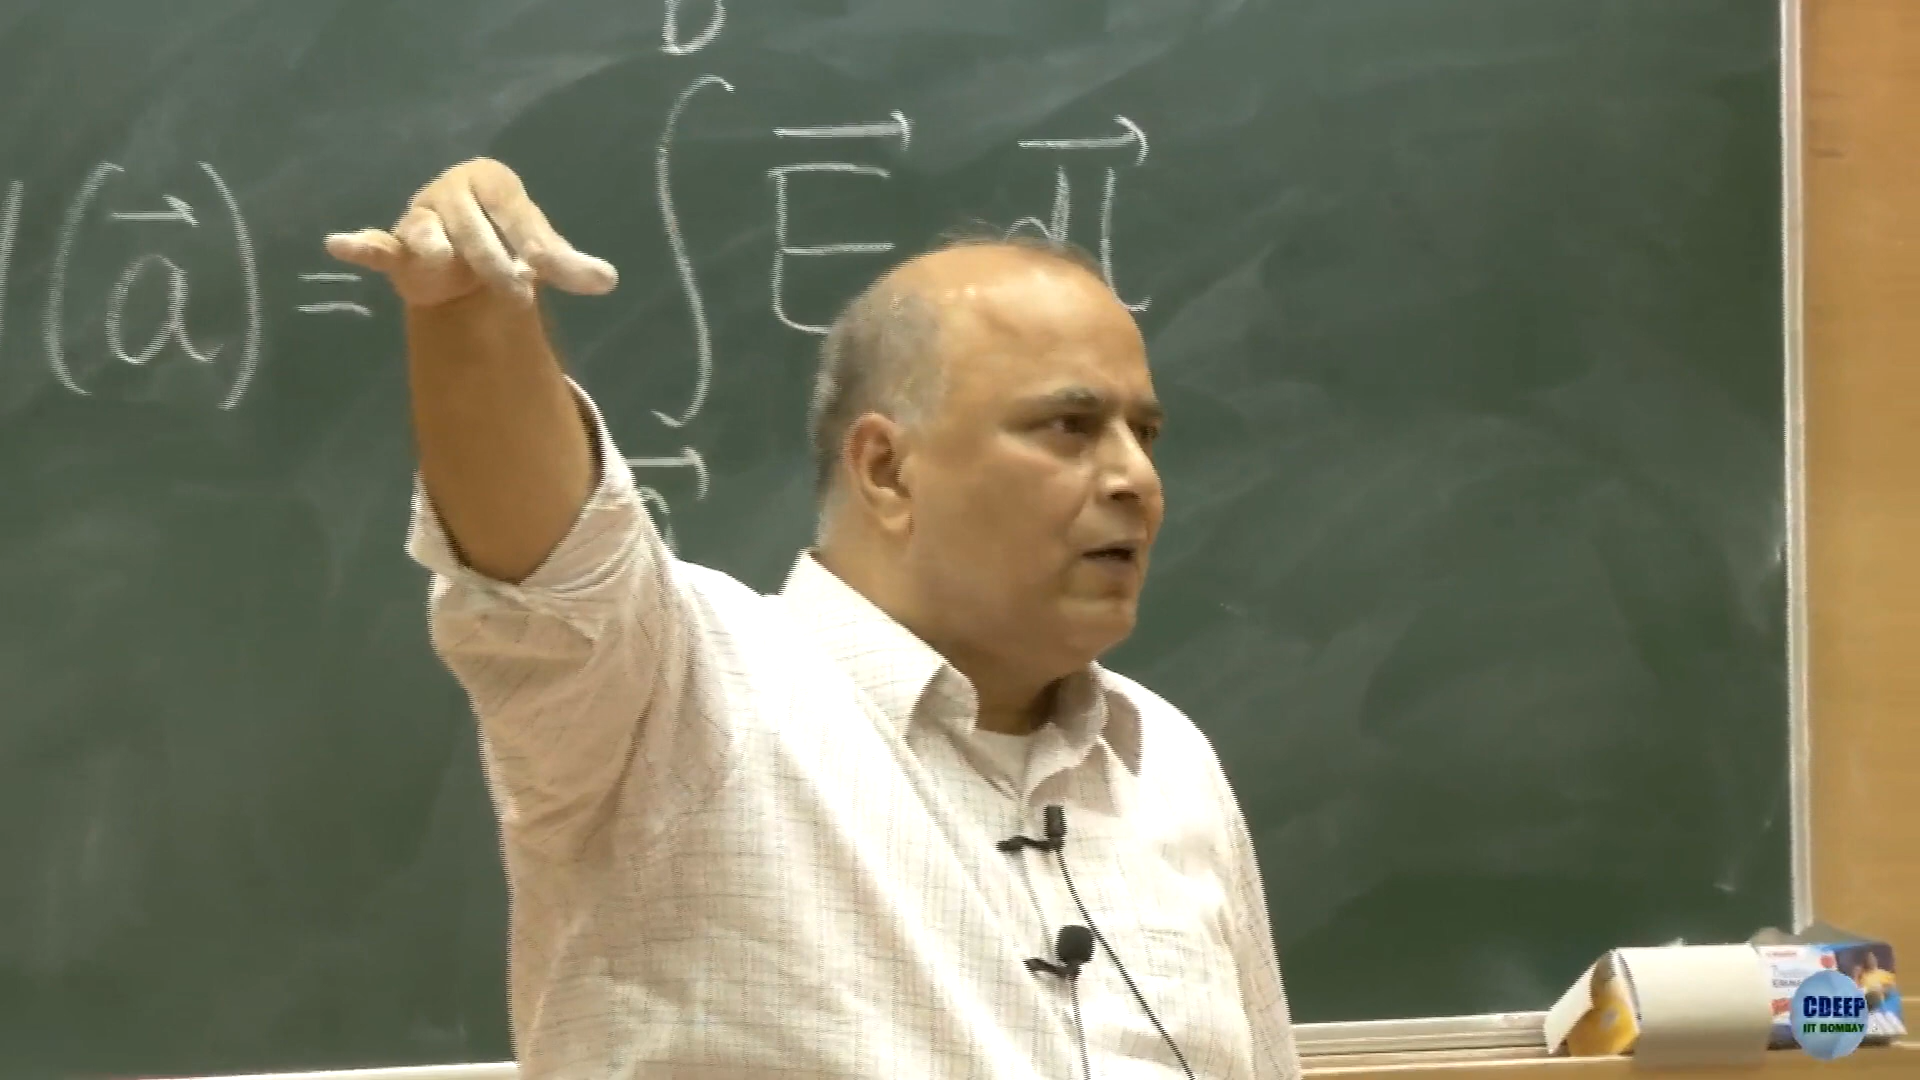 b
(a⃗) = ∫ E⃗ dl⃗
CDEEP
IIT BOMBAY